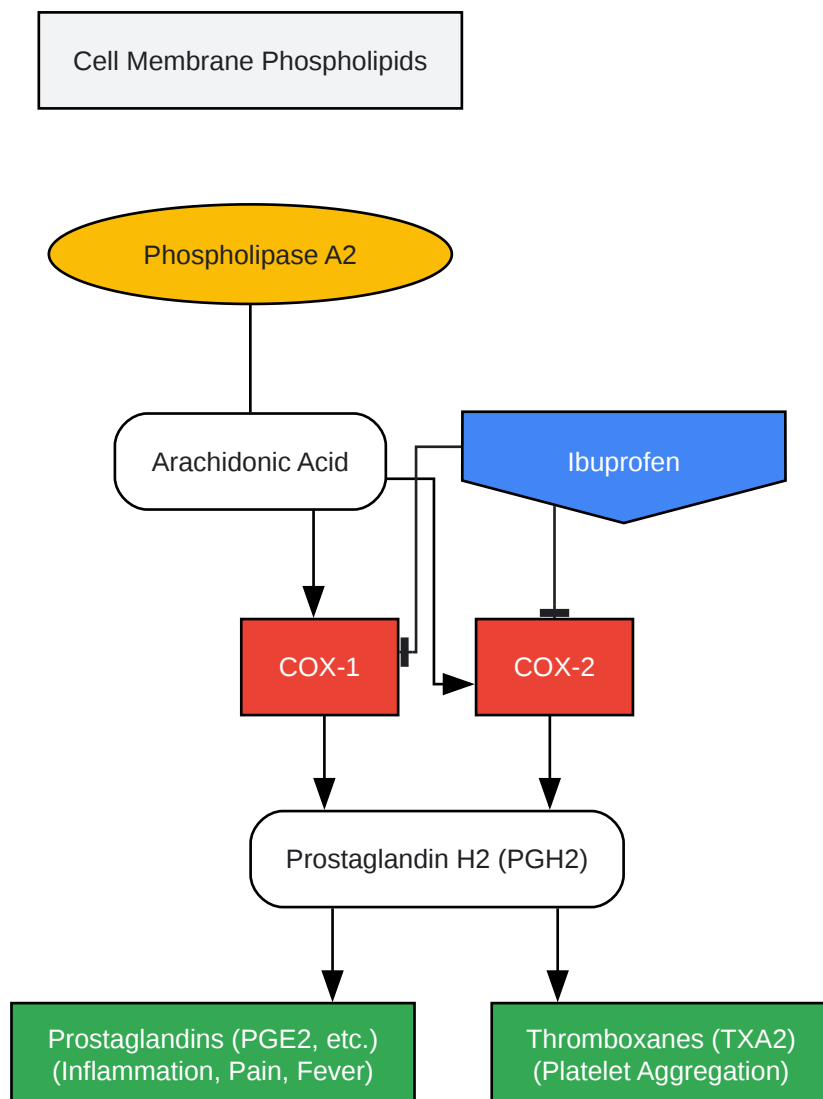 Cell Membrane Phospholipids
Phospholipase A2
Arachidonic Acid
Ibuprofen
COX-1
COX-2
Prostaglandin H2 (PGH2)
Prostaglandins (PGE2, etc.)
(Inflammation, Pain, Fever)
Thromboxanes (TXA2)
(Platelet Aggregation)